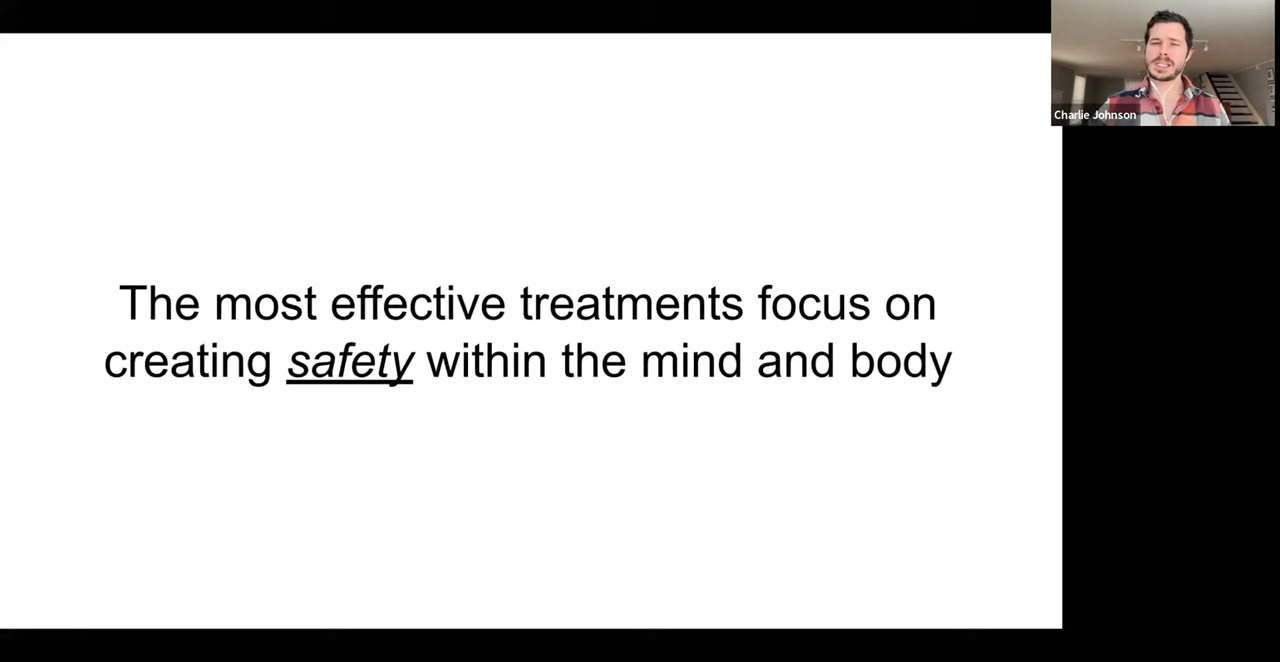 Charlie Johnson
The most effective treatments focus on
creating safety within the mind and body